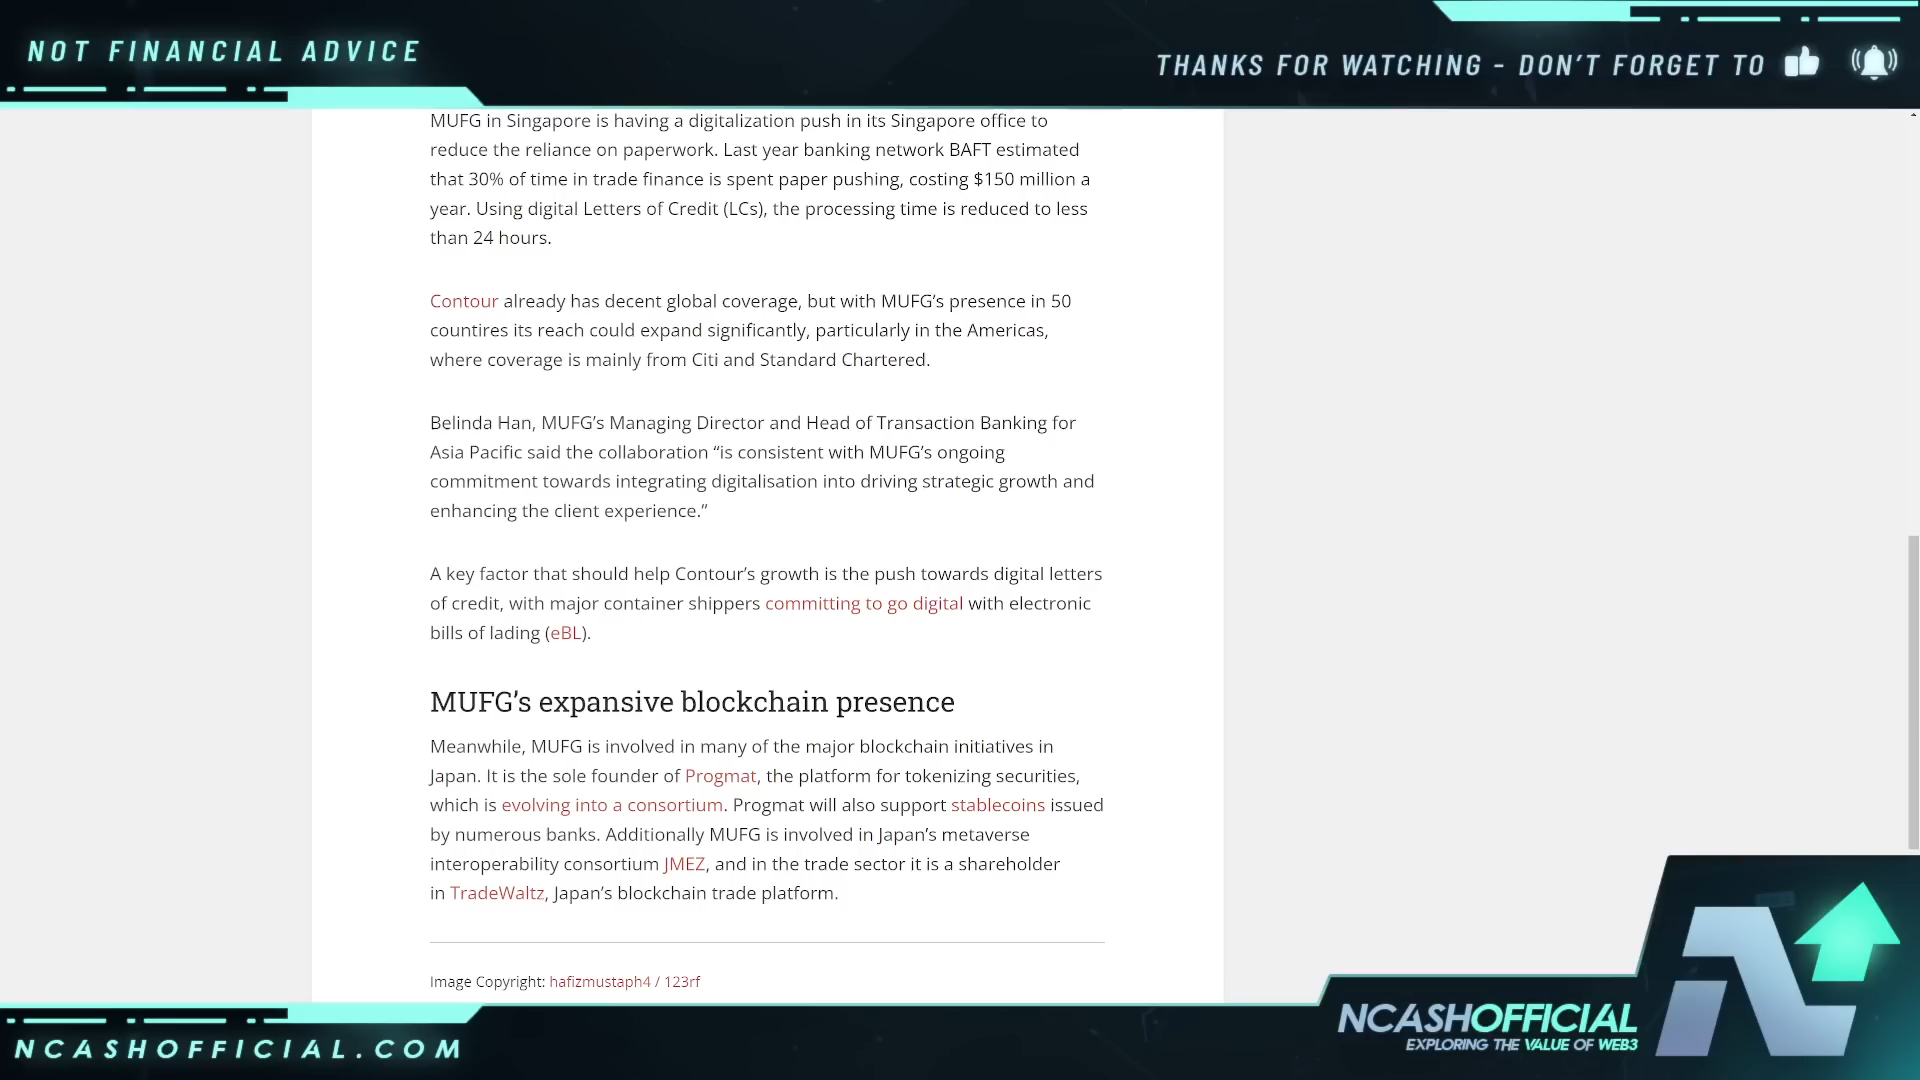 NOT FINANCIAL ADVICE
THANKS FOR WATCHING - DON'T FORGET TO
MUFG in Singapore is having a digitalization push in its Singapore office to
reduce the reliance on paperwork. Last year banking network BAFT estimated
that 30% of time in trade finance is spent paper pushing, costing $150 million a
year. Using digital Letters of Credit (LCs), the processing time is reduced to less
than 24 hours.
Contour already has decent global coverage, but with MUFG's presence in 50
countires its reach could expand significantly, particularly in the Americas,
where coverage is mainly from Citi and Standard Chartered.
Belinda Han, MUFG's Managing Director and Head of Transaction Banking for
Asia Pacific said the collaboration “is consistent with MUFG's ongoing
commitment towards integrating digitalisation into driving strategic growth and
enhancing the client experience.”
A key factor that should help Contour's growth is the push towards digital letters
of credit, with major container shippers committing to go digital with electronic
bills of lading (eBL).
MUFG's expansive blockchain presence
Meanwhile, MUFG is involved in many of the major blockchain initiatives in
Japan. It is the sole founder of Progmat, the platform for tokenizing securities,
which is evolving into a consortium. Progmat will also support stablecoins issued
by numerous banks. Additionally MUFG is involved in Japan's metaverse
interoperability consortium JMEZ, and in the trade sector it is a shareholder
in TradeWaltz, Japan's blockchain trade platform.
Image Copyright: hafizmustaph4 / 123rf
NCASHOFFICIAL.COM
NCASHOFFICIAL
EXPLORING THE VALUE OF WEB3